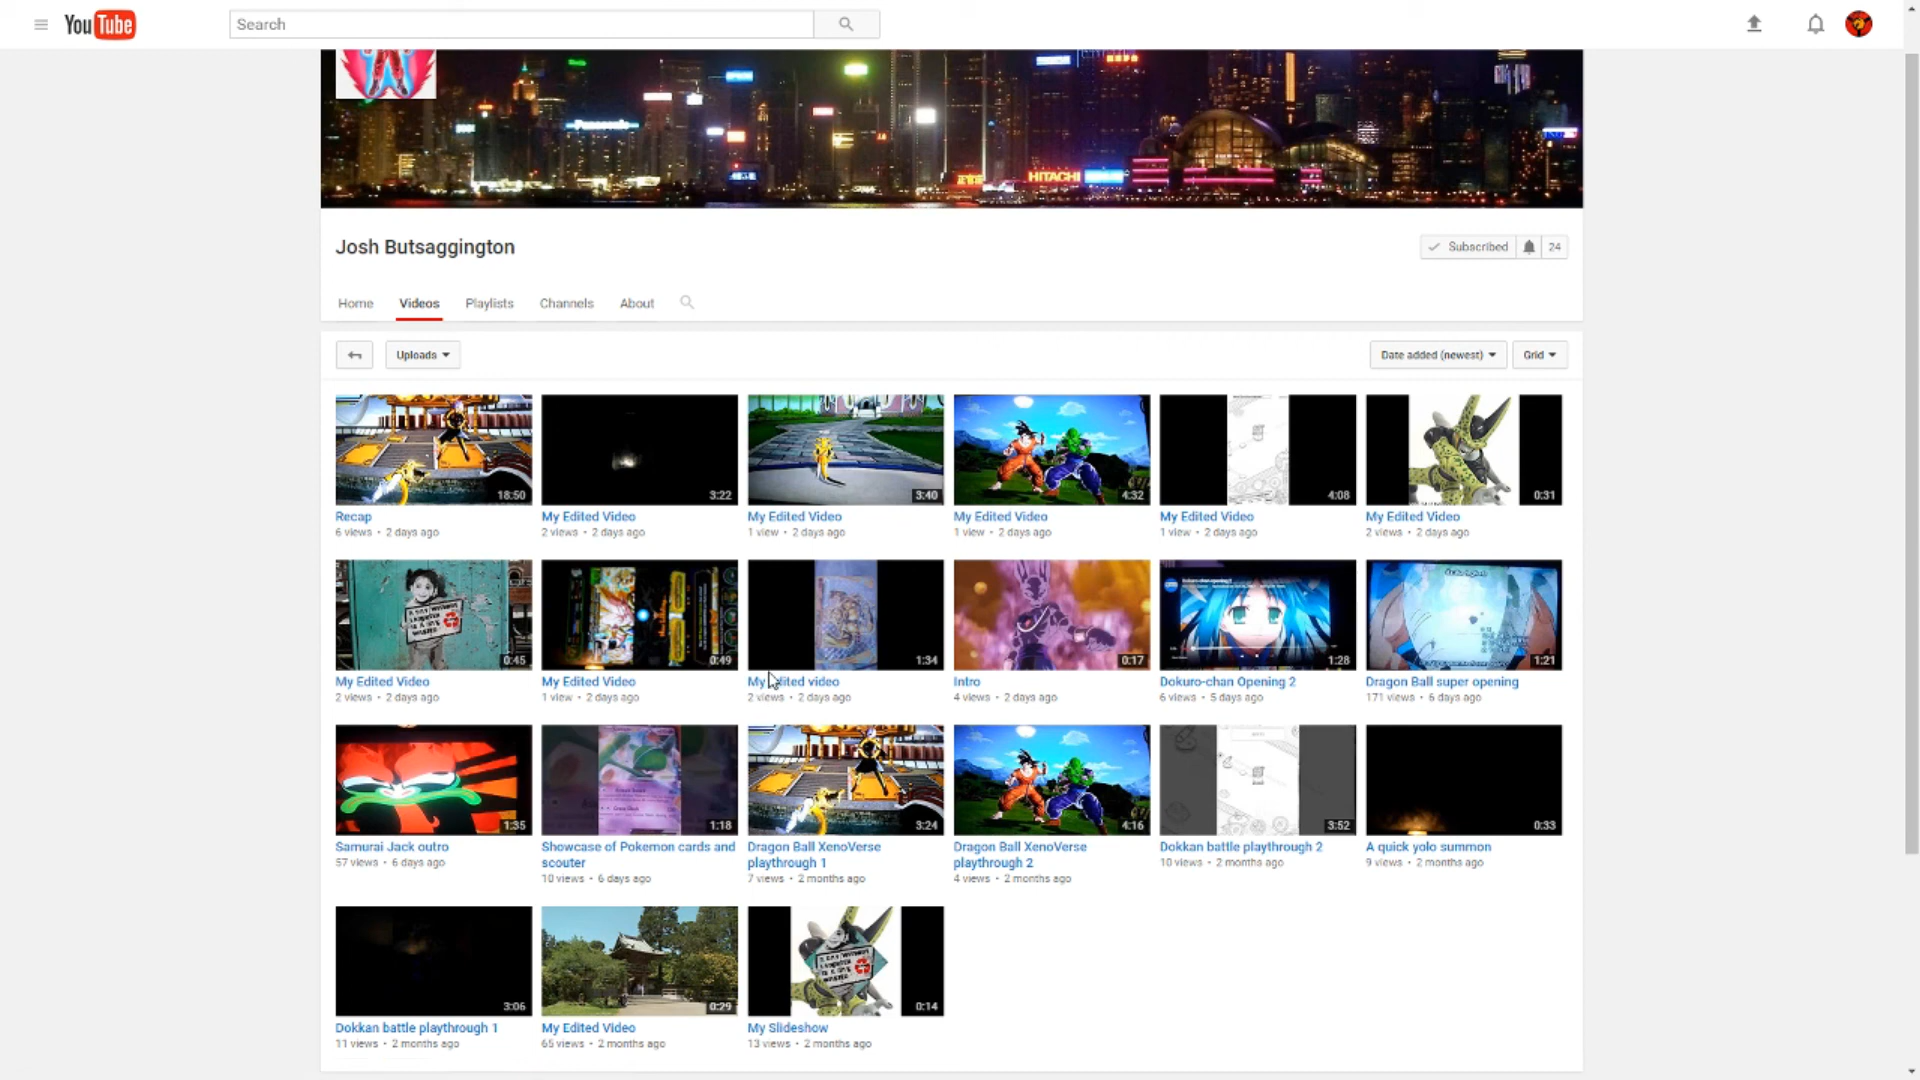 YouTube
Search
HITACHI
Josh Butsaggington
Subscribed 24
Home Videos Playlists Channels About
Uploads
Date added (newest) Grid
18:50 3:22 3:40 4:32 4:08 0:31
Recap My Edited Video My Edited Video My Edited Video My Edited Video My Edited Video
6 views • 2 days ago 2 views • 2 days ago 1 view • 2 days ago 1 view • 2 days ago 1 view • 2 days ago 2 views • 2 days ago
0:45 0:49 1:34 0:17 1:28 1:21
My Edited Video My Edited Video My Edited video Intro Dokuro-chan Opening 2 Dragon Ball super opening
2 views • 2 days ago 1 view • 2 days ago 2 views • 2 days ago 4 views • 2 days ago 6 views • 5 days ago 171 views • 6 days ago
1:35 1:18 3:24 4:16 3:52 0:33
Samurai Jack outro Showcase of Pokemon cards and Dragon Ball XenoVerse Dragon Ball XenoVerse Dokkan battle playthrough 2 A quick yolo summon
57 views • 6 days ago scouter playthrough 1 playthrough 2 10 views • 2 months ago 9 views • 2 months ago
10 views • 6 days ago 7 views • 2 months ago 4 views • 2 months ago
3:06 0:29 0:14
Dokkan battle playthrough 1 My Edited Video My Slideshow
11 views • 2 months ago 65 views • 2 months ago 13 views • 2 months ago